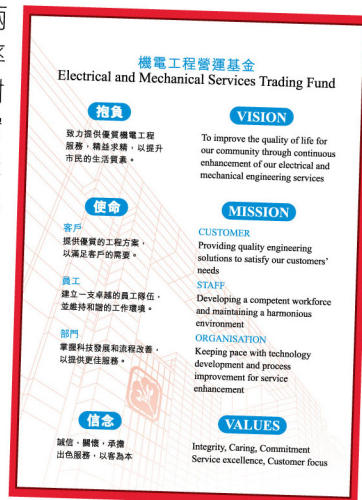 機電工程營運基金
Electrical and Mechanical Services Trading Fund
抱負
致力提供優質機電工程
服務，精益求精，以提升
市民的生活質素。
VISION
To improve the quality of life for
our community through continuous
enhancement of our electrical and
mechanical engineering services
使命
客戶
提供優質的工程方案，
以滿足客戶的需要。
員工
建立一支卓越的員工隊伍，
並維持和諧的工作環境。
部門
掌握科技發展和流程改善，
以提供更佳服務。
MISSION
CUSTOMER
Providing quality engineering
solutions to satisfy our customers'
needs
STAFF
Developing a competent workforce
and maintaining a harmonious
environment
ORGANISATION
Keeping pace with technology
development and process
improvement for service
enhancement
信念
誠信、關懷，承擔
出色服務，以客為本
VALUES
Integrity, Caring, Commitment
Service excellence, Customer focus